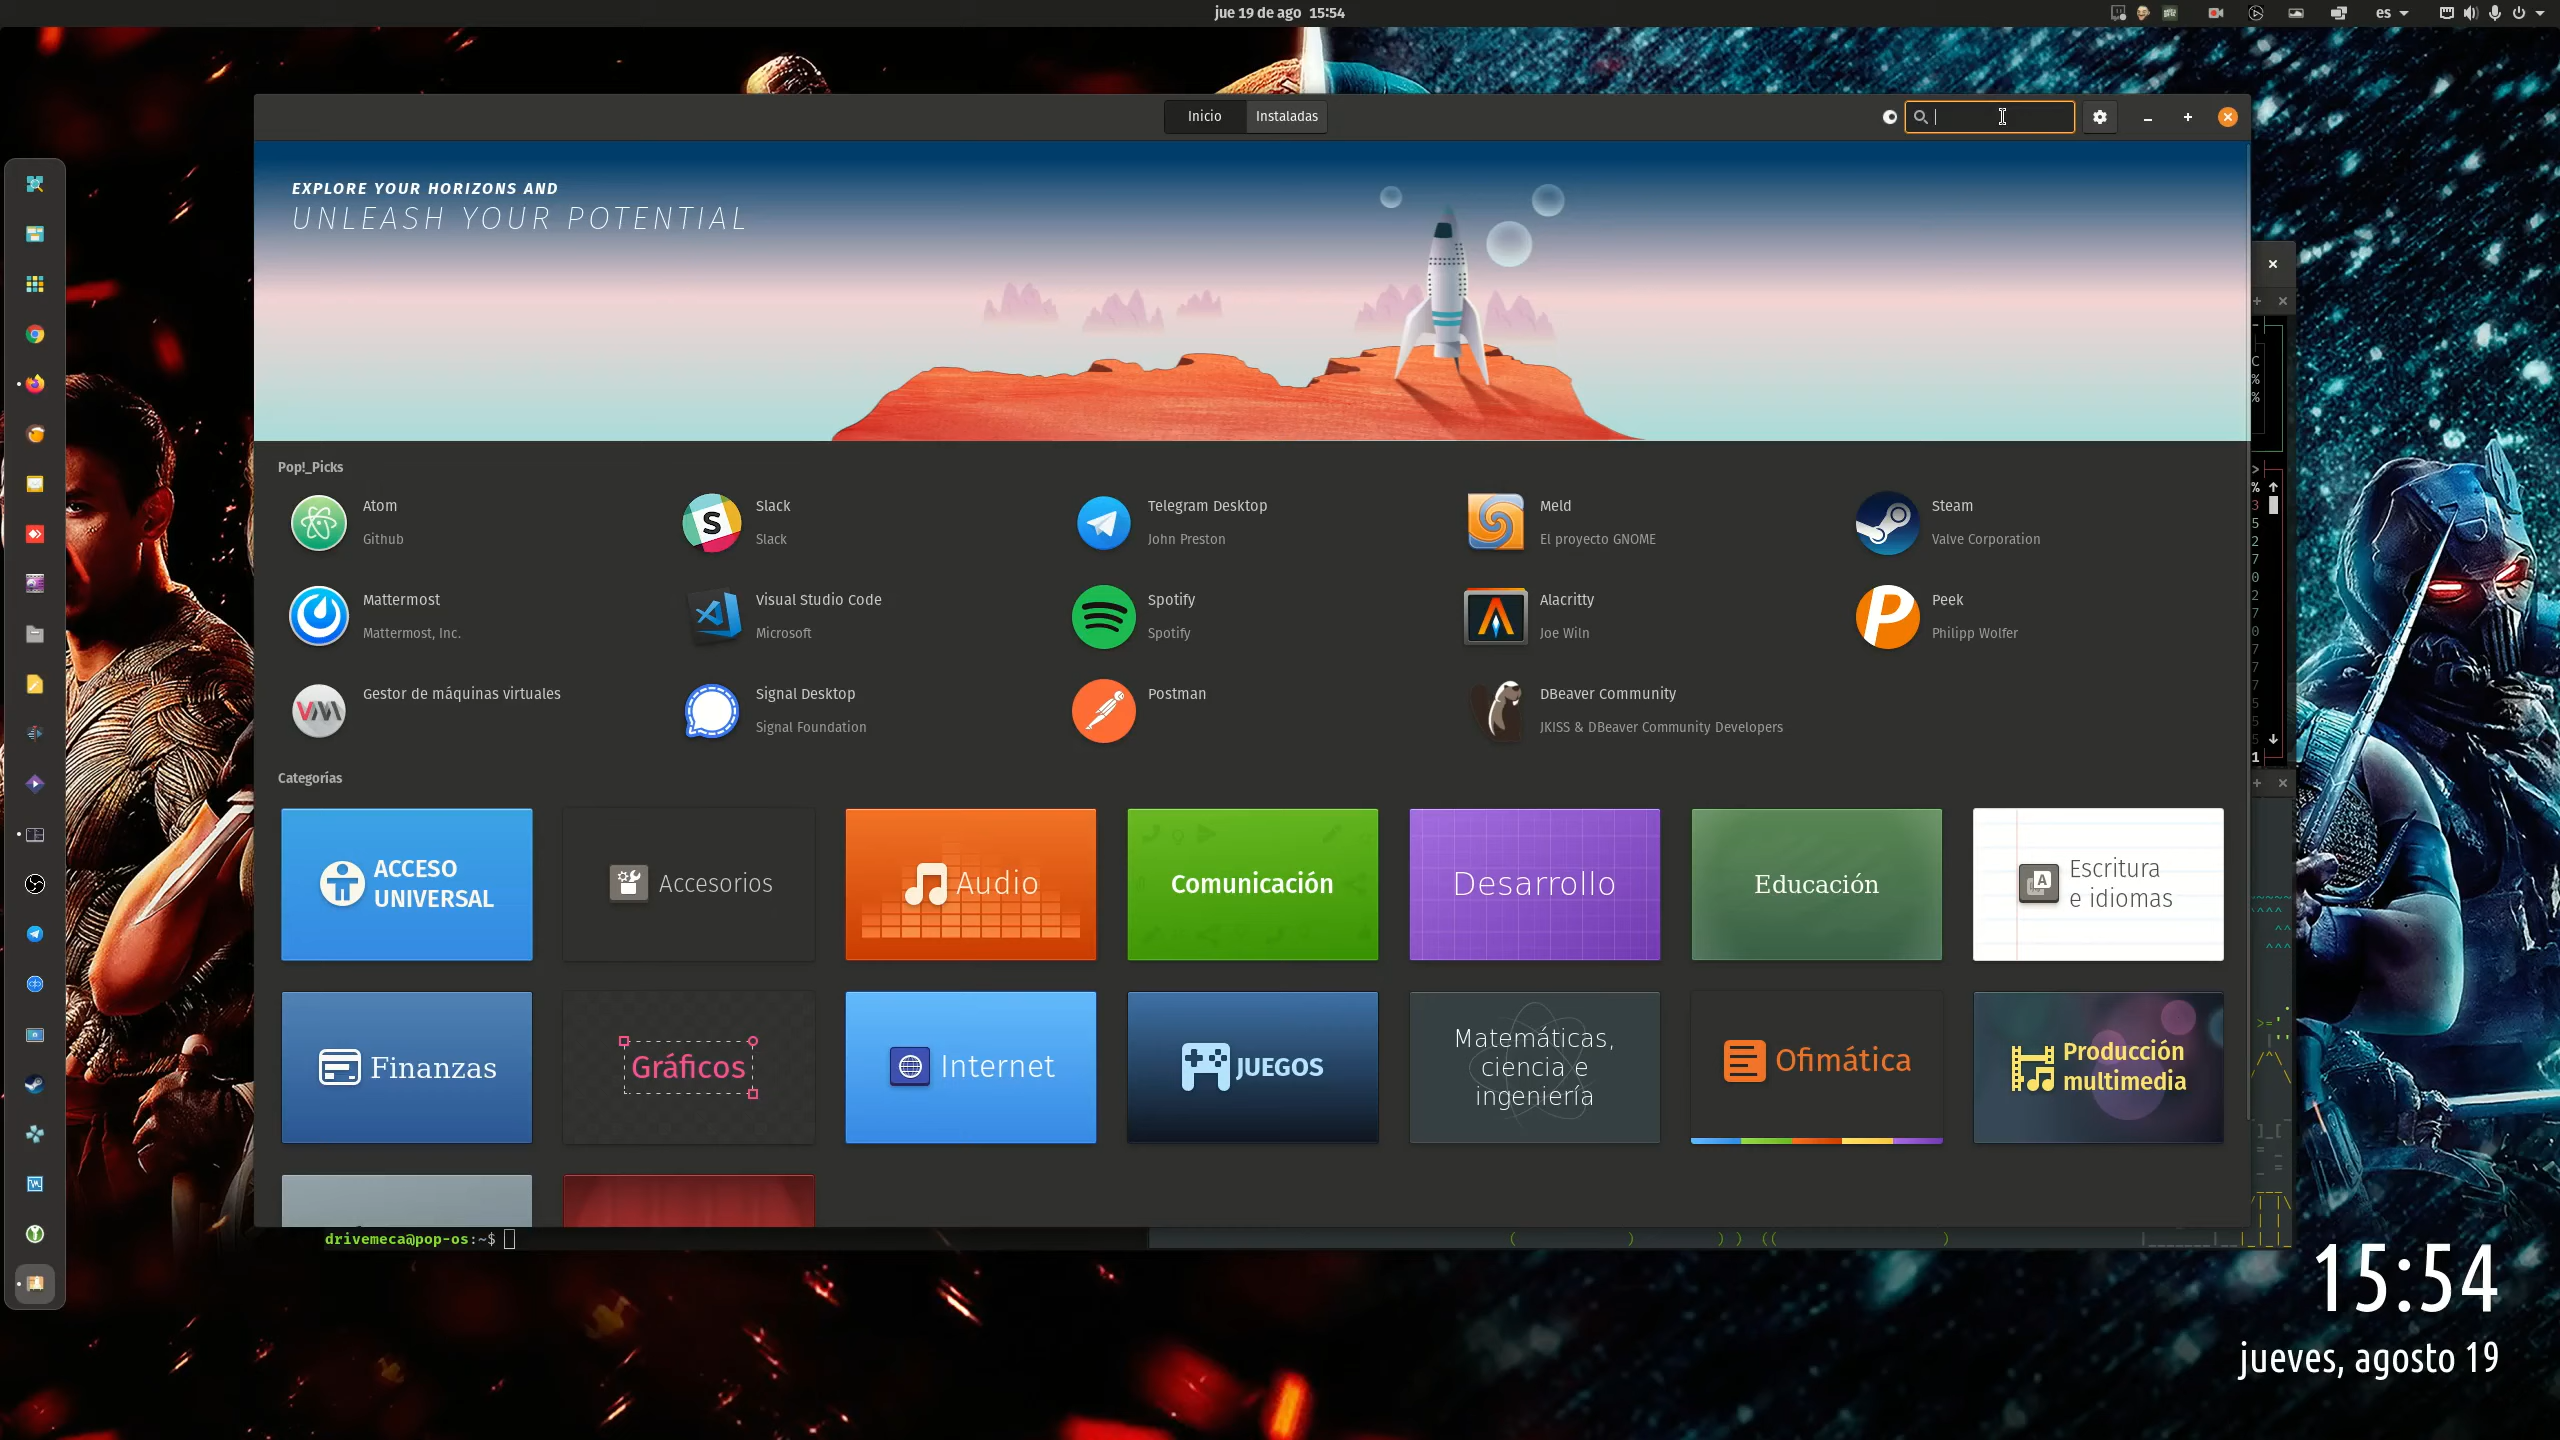 jue 19 de ago 15:54
es
Inicio
Instaladas
EXPLORE YOUR HORIZONS AND
UNLEASH YOUR POTENTIAL
Pop!_Picks
Atom
Github
Slack
Slack
Telegram Desktop
John Preston
Meld
El proyecto GNOME
Steam
Valve Corporation
Mattermost
Mattermost, Inc.
Visual Studio Code
Microsoft
Spotify
Spotify
Alacritty
Joe Wiln
Peek
Philipp Wolfer
Gestor de máquinas virtuales
Signal Desktop
Signal Foundation
Postman
DBeaver Community
JKISS & DBeaver Community Developers
Categorías
ACCESO
UNIVERSAL
Accesorios
Audio
Comunicación
Desarrollo
Educación
Escritura
e idiomas
Finanzas
Gráficos
Internet
JUEGOS
Matemáticas,
ciencia e
ingeniería
Ofimática
Producción
multimedia
drivemeca@pop-os:~$
15:54
jueves, agosto 19